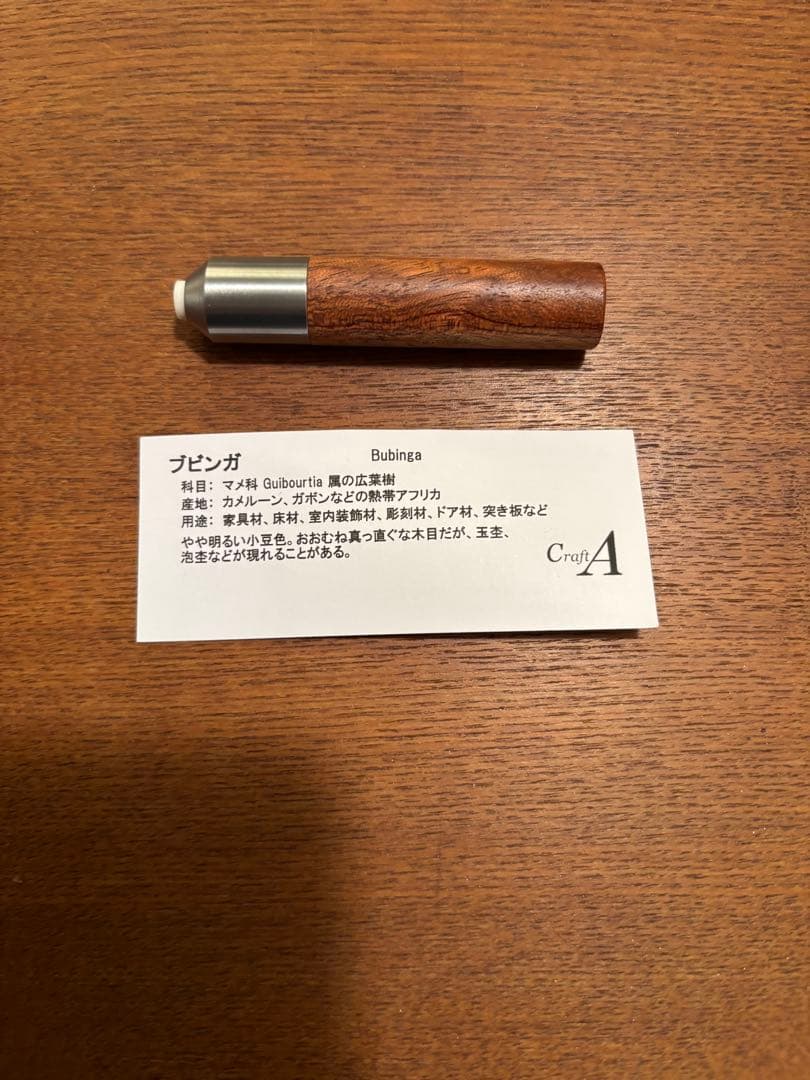 ブビンガ Bubinga
科目: マメ科 Guibourtia 属の広葉樹
産地: カメルーン、ガボンなどの熱帯アフリカ
用途: 家具材、床材、室内装飾材、彫刻材、ドア材、突き板など
やや明るい小豆色。おおむね真っ直ぐな木目だが、玉杢、
泡杢などが現れることがある。
Craft A